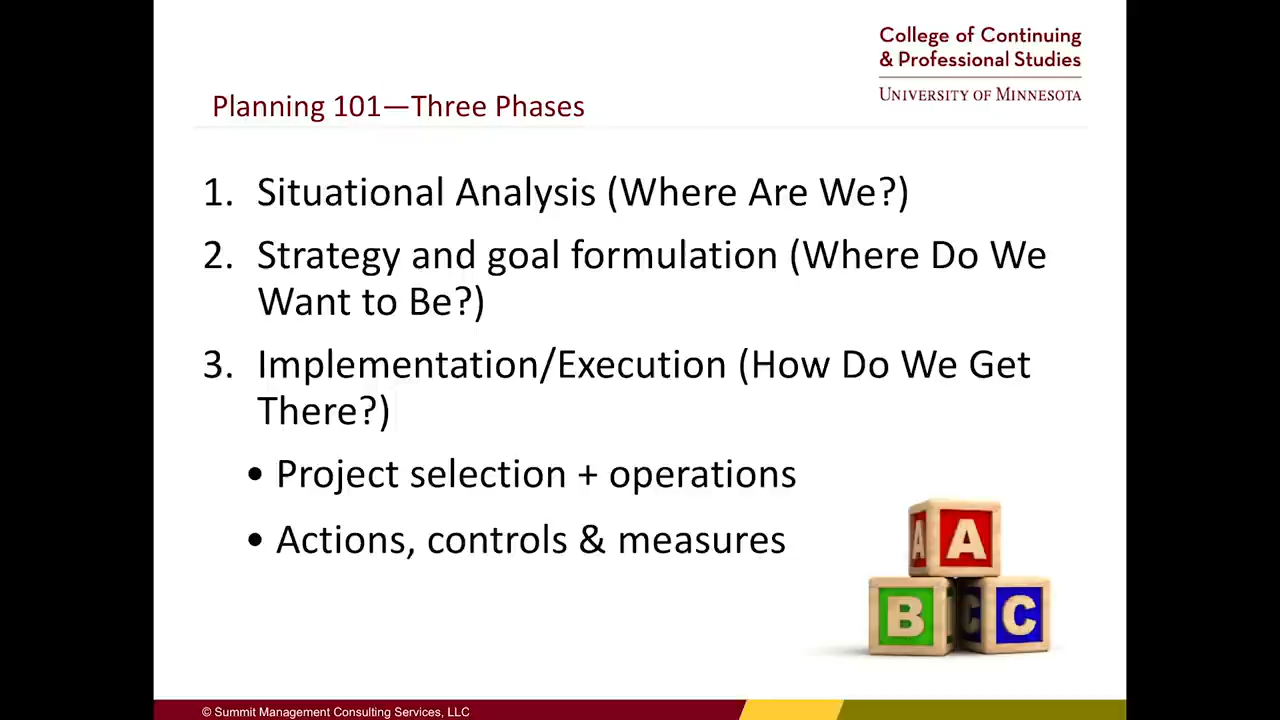 College of Continuing
& Professional Studies
UNIVERSITY OF MINNESOTA
Planning 101—Three Phases
1. Situational Analysis (Where Are We?)
2. Strategy and goal formulation (Where Do We
Want to Be?)
3. Implementation/Execution (How Do We Get
There?)
• Project selection + operations
• Actions, controls & measures
A A
B C C
© Summit Management Consulting Services, LLC